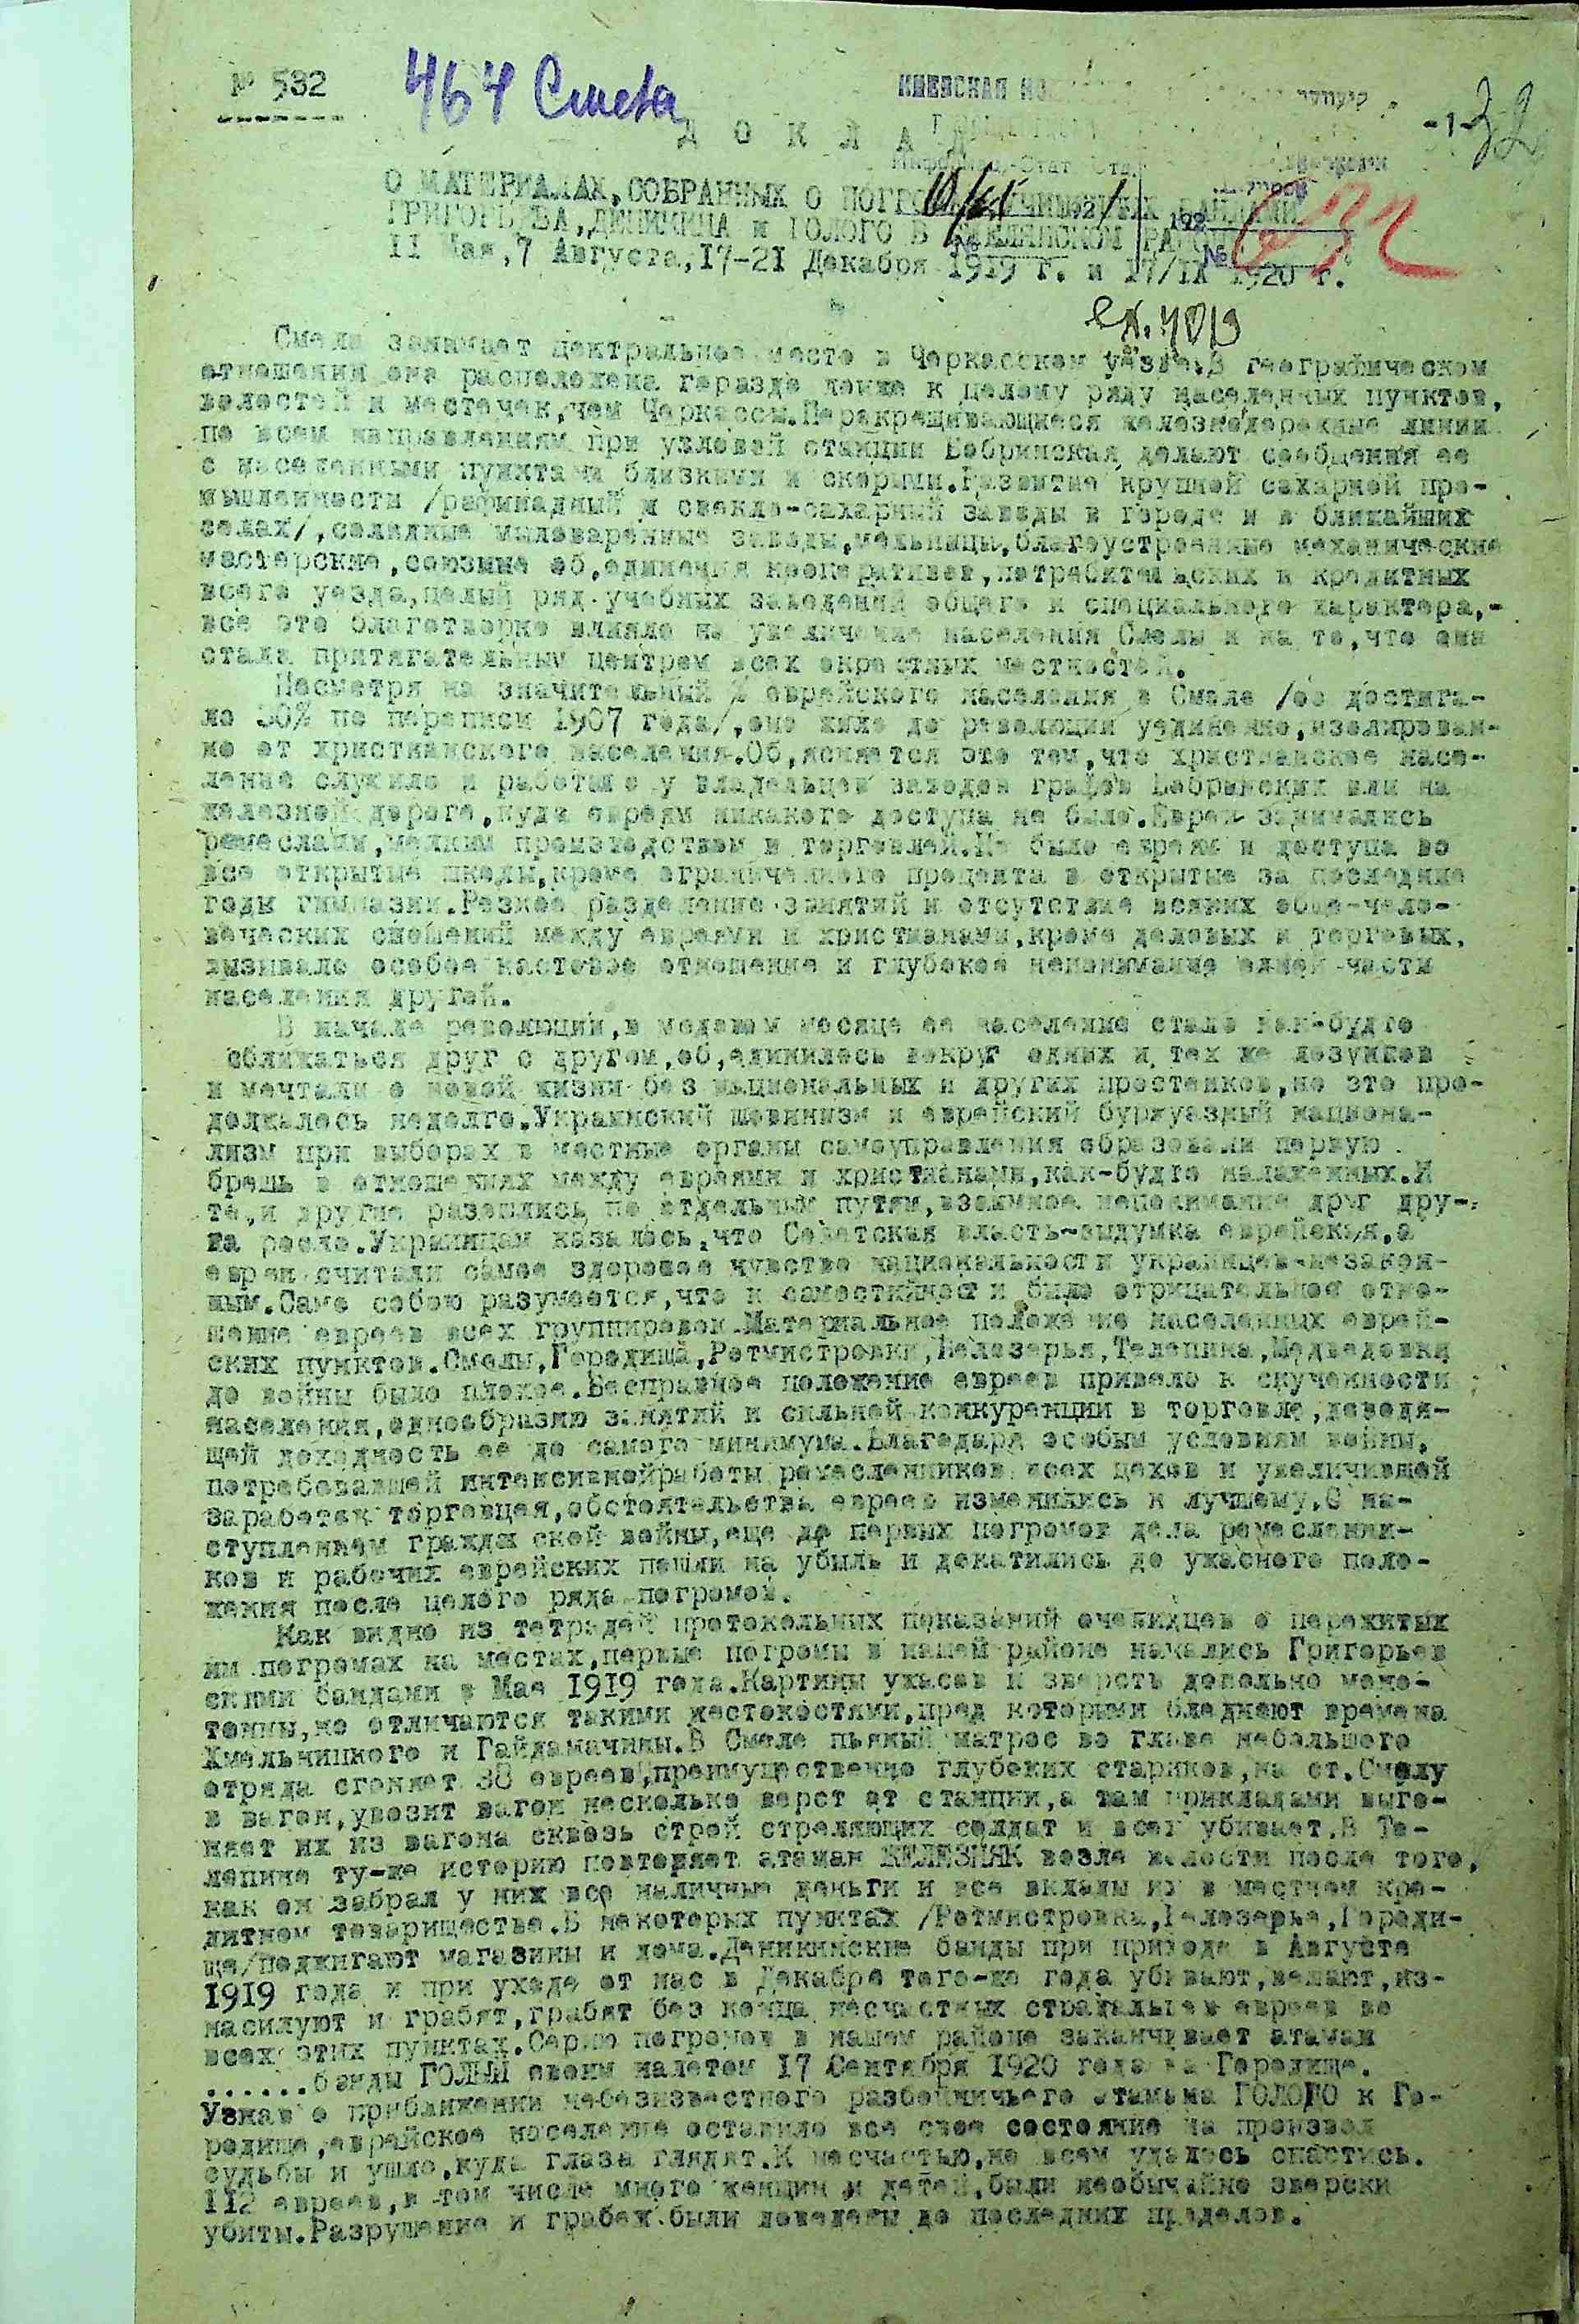 № 532
464 Смела
-1-
32
ДОКЛАД
О МАТЕРИАЛАХ, СОБРАННЫХ О ПОГРОМАХ, УЧИНЕННЫХ БАНДАМИ
ГРИГОРЬЕВА, ДЕНИКИНА и ГОЛОГО В СМЕЛЯНСКОМ РАЙОНЕ
11 Мая, 7 Августа, 17-21 Декабря 1919 г. и 17/IX 1920 г.
Смела занимает центральное место в Черкасском уезде. В географическом
отношении она расположена гораздо ближе к целому ряду населенных пунктов,
волостей и местечек, чем Черкассы. Перекрещивающиеся железнодорожные линии
по всем направлениям при узловой станции Бобринская делают сообщения ее
с населенными пунктами близкими и скорыми. Развитие крупной сахарной про-
мышленности /рафинадный и свекло-сахарный заводы в городе и в ближайших
селах/, солидные мыловаренные заводы, мельницы, благоустроенные механические
мастерские, союзные об,единения кооперативов, потребительских и кредитных
всего уезда, целый ряд учебных заведений общего и специального характера,-
все это благотворно влияло на увеличение населения Смелы и на то, что она
стала притягательным центром всех окрестных местностей.
Несмотря на значительный % еврейского населения в Смеле /оо достига-
ло 30% по переписи 1907 года/, оно жило до революции уединенно, изолирован-
но от христианского населения. Об,ясняется это тем, что христианское насе-
ление служило и работало у владельцев заводов графов Бобринских или на
железной дороге, куда евреям никакого доступа не было. Евреи занимались
ремеслами, мелким производством и торговлей. Не было евреям и доступа во
все открытые школы, кроме ограниченного процента в открытые за последние
годы гимназии. Резкое разделение занятий и отсутствие всяких обще-чело-
веческих сношений между евреями и христианами, кроме деловых и торговых,
вызывало особое кастовое отношение и глубокое непонимание одной части
населения другой.
В начале революции, в медовом месяце ее население стало как-будто
сближаться друг с другом, об,единилось вокруг одних и тех же лозунгов
и мечтали о новой жизни без национальных и других простенков, но это про-
должалось недолго. Украинский шовинизм и еврейский буржуазный национа-
лизм при выборах в местные органы самоуправления образовали первую
брешь в отношениях между евреями и христианами, как-будто налаженных. И
те, и другие разошлись по отдельным путям, взаимное непонимание друг дру-
га росло. Украинцам казалось, что Советская власть-выдумка еврейская, а
евреи считали самое здоровое чувство национальности украинцев-незакон-
ным. Само собою разумеется, что к самостийности было отрицательное отно-
шение евреев всех группировок. Материальное положение населенных еврей-
ских пунктов. Смелы, Городища, Ротмистровки, Белозерья, Телепина, Медведовки
до войны было плохое. Бесправное положение евреев привело к скученности
населения, однообразию занятий и сильной конкуренции в торговле, доводя-
щей доходность ее до самого минимума. Благодаря особым условиям войны,
потребовавшей интенсивнойработы ремесленников всех цехов и увеличившей
заработок торговцев, обстоятельства евреев изменились к лучшему. С на-
ступлением гражданской войны, еще до первых погромов дела ремесленни-
ков и рабочих еврейских пошли на убыль и докатились до ужасного поло-
жения после целого ряда погромов.
Как видно из тетрадей протокольных показаний очевидцев о пережитых
им погромах на местах, первые погромы в нашей районе начались Григорьев
скими бандами в Мае 1919 года. Картины ужасов и зверств довольно моно-
тонны, но отличаются такими жестокостями, пред которыми бледнеют времена
Хмельницкого и Гайдамачины. В Смеле пьяный матрос во главе небольшого
отряда сгоняет 38 евреев, преимущественно глубоких стариков, на ст. Смелу
в вагон, увозит вагон несколько верст от станции, а там прикладами выго-
няет их из вагона сквозь строй стреляющих солдат и всех убивает. В Те-
лепине ту-же историю повторяет атаман ЖЕЛЕЗНЯК возле волости после того,
как он забрал у них все наличные деньги и все вклады их в местном кре-
дитном товариществе. В некоторых пунктах /Ротмистровка, Белозерье, Городи-
ще/поджигают магазины и дома. Деникинские банды при приходе в Августе
1919 года и при уходе от нас в Декабре того-же года убивают, вешают, из-
насилуют и грабят, грабят без конца несчастных страдальцев евреев во
всех этих пунктах. Серию погромов в нашем районе заканчивает атаман
......банды ГОЛЫЙ своим налетом 17 Сентября 1920 года на Городище.
Узнав о приближении небезизвестного разбойничьего атамана ГОЛОГО к Го-
родищу, еврейское население оставило все свое состояние на произвол
судьбы и ушло, куда глаза глядят. К несчастью, не всем удалось спастись.
112 евреев, в том числе много женщин и детей, были необычайно зверски
убиты. Разрушение и грабеж были доведены до последних пределов.